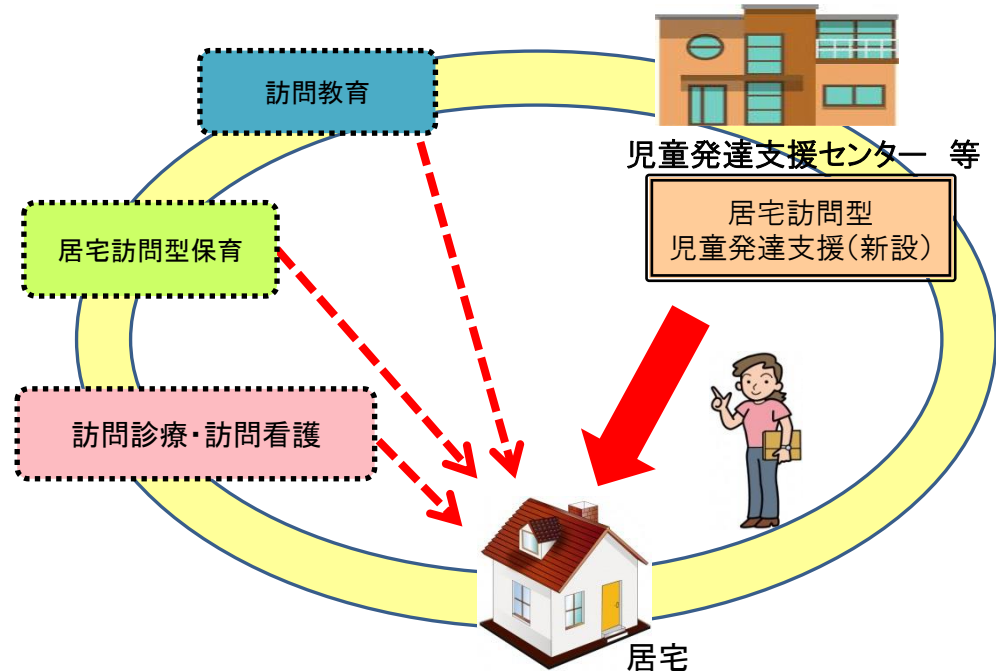 訪問教育
児童発達支援センター　等
居宅訪問型
児童発達支援(新設)
居宅訪問型保育
訪問診療・訪問看護
居宅